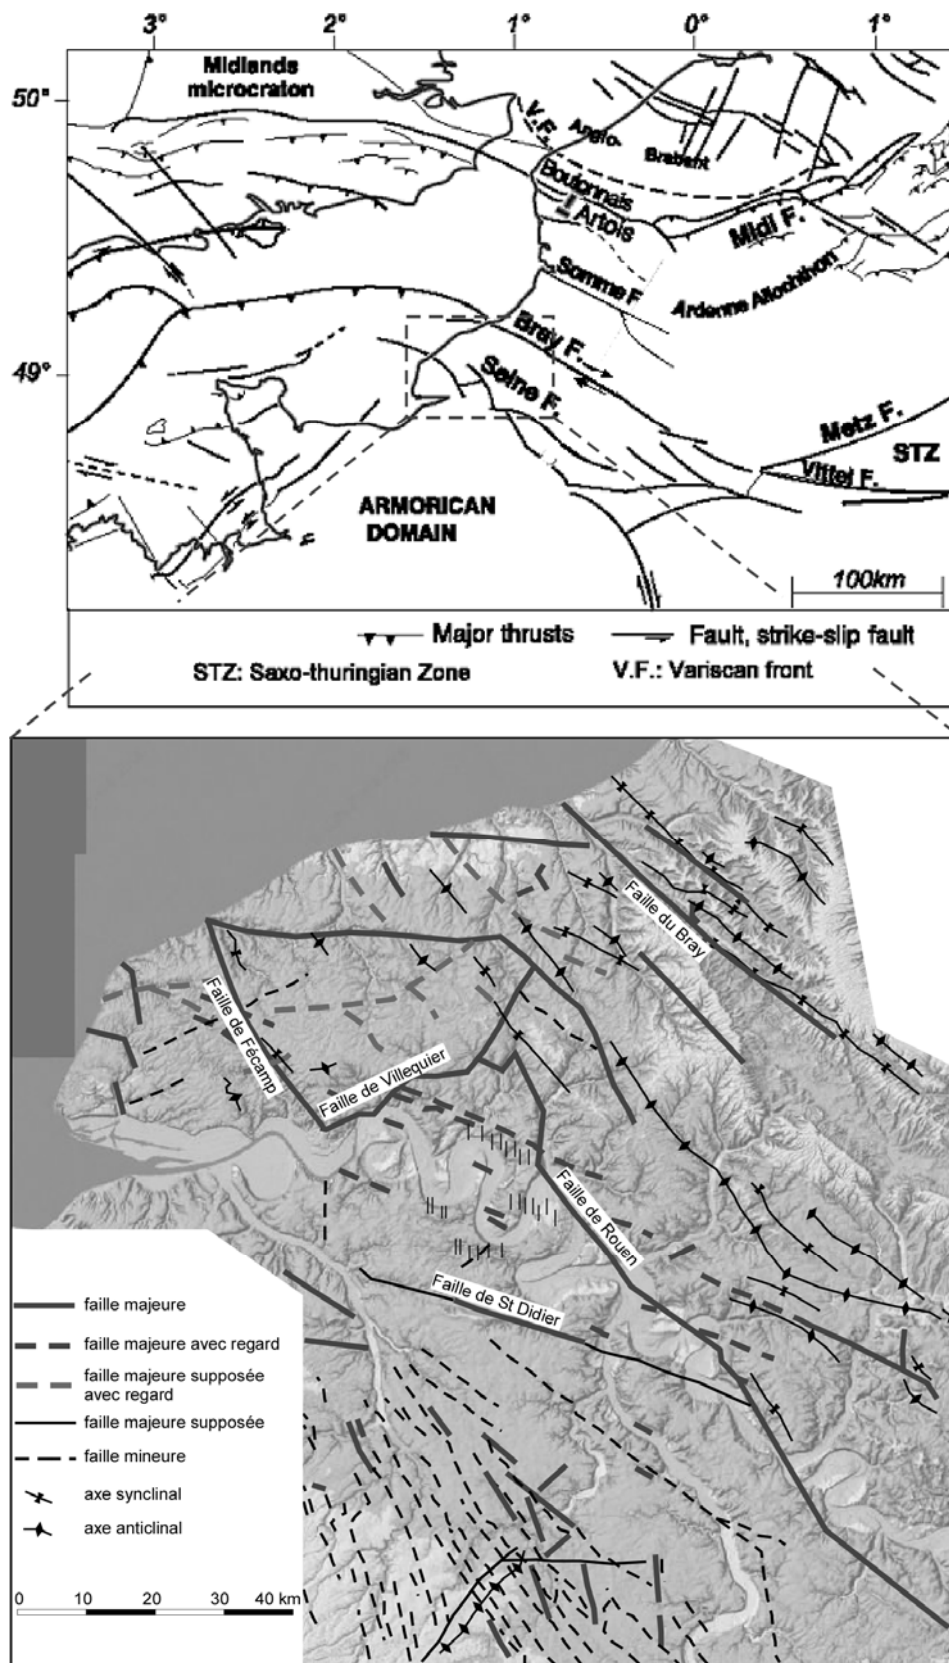 3° 2° 1° 0° 1°
50°
49°
Midlands
microcraton
V.F.
Anglo-
Brabant
Boulonnais
Artois
Midi F.
Somme F
Ardenne Allochthon
Bray F.
Seine F.
Metz F.
STZ
Vittel F.
ARMORICAN
DOMAIN
100km
Major thrusts
Fault, strike-slip fault
STZ: Saxo-thuringian Zone
V.F.: Variscan front
Faille du Bray
Faille de Fécamp
Faille de Villequier
Faille de Rouen
Faille de St Didier
faille majeure
faille majeure avec regard
faille majeure supposée
avec regard
faille majeure supposée
faille mineure
axe synclinal
axe anticlinal
0 10 20 30 40 km